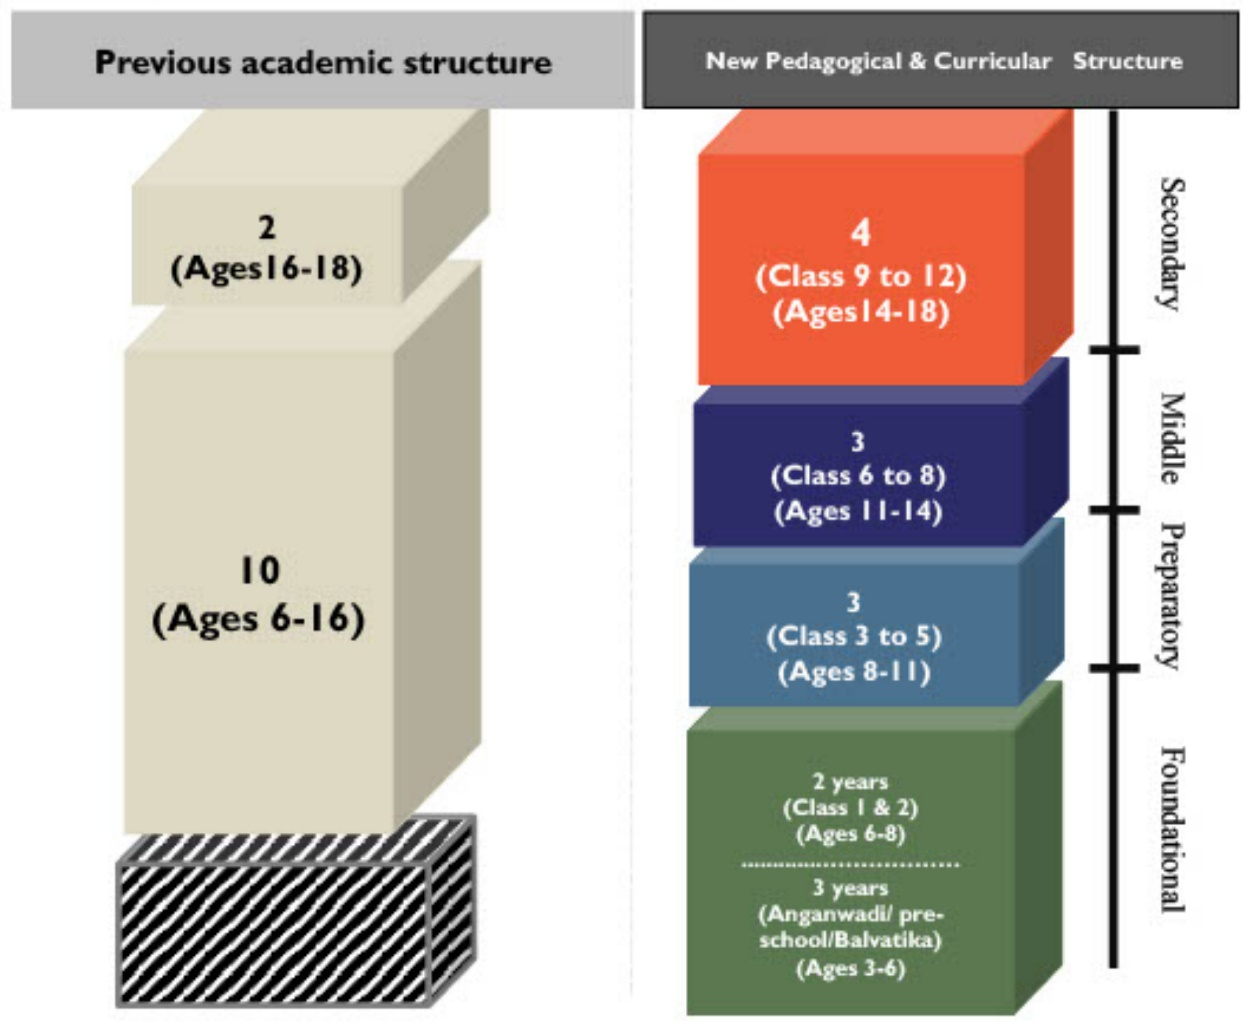 Previous academic structure
New Pedagogical & Curricular Structure
2
(Ages16-18)
10
(Ages 6-16)
4
(Class 9 to 12)
(Ages14-18)
3
(Class 6 to 8)
(Ages 11-14)
3
(Class 3 to 5)
(Ages 8-11)
2 years
(Class 1 & 2)
(Ages 6-8)
3 years
(Anganwadi/ pre-
school/Balvatika)
(Ages 3-6)
Secondary
Middle
Preparatory
Foundational